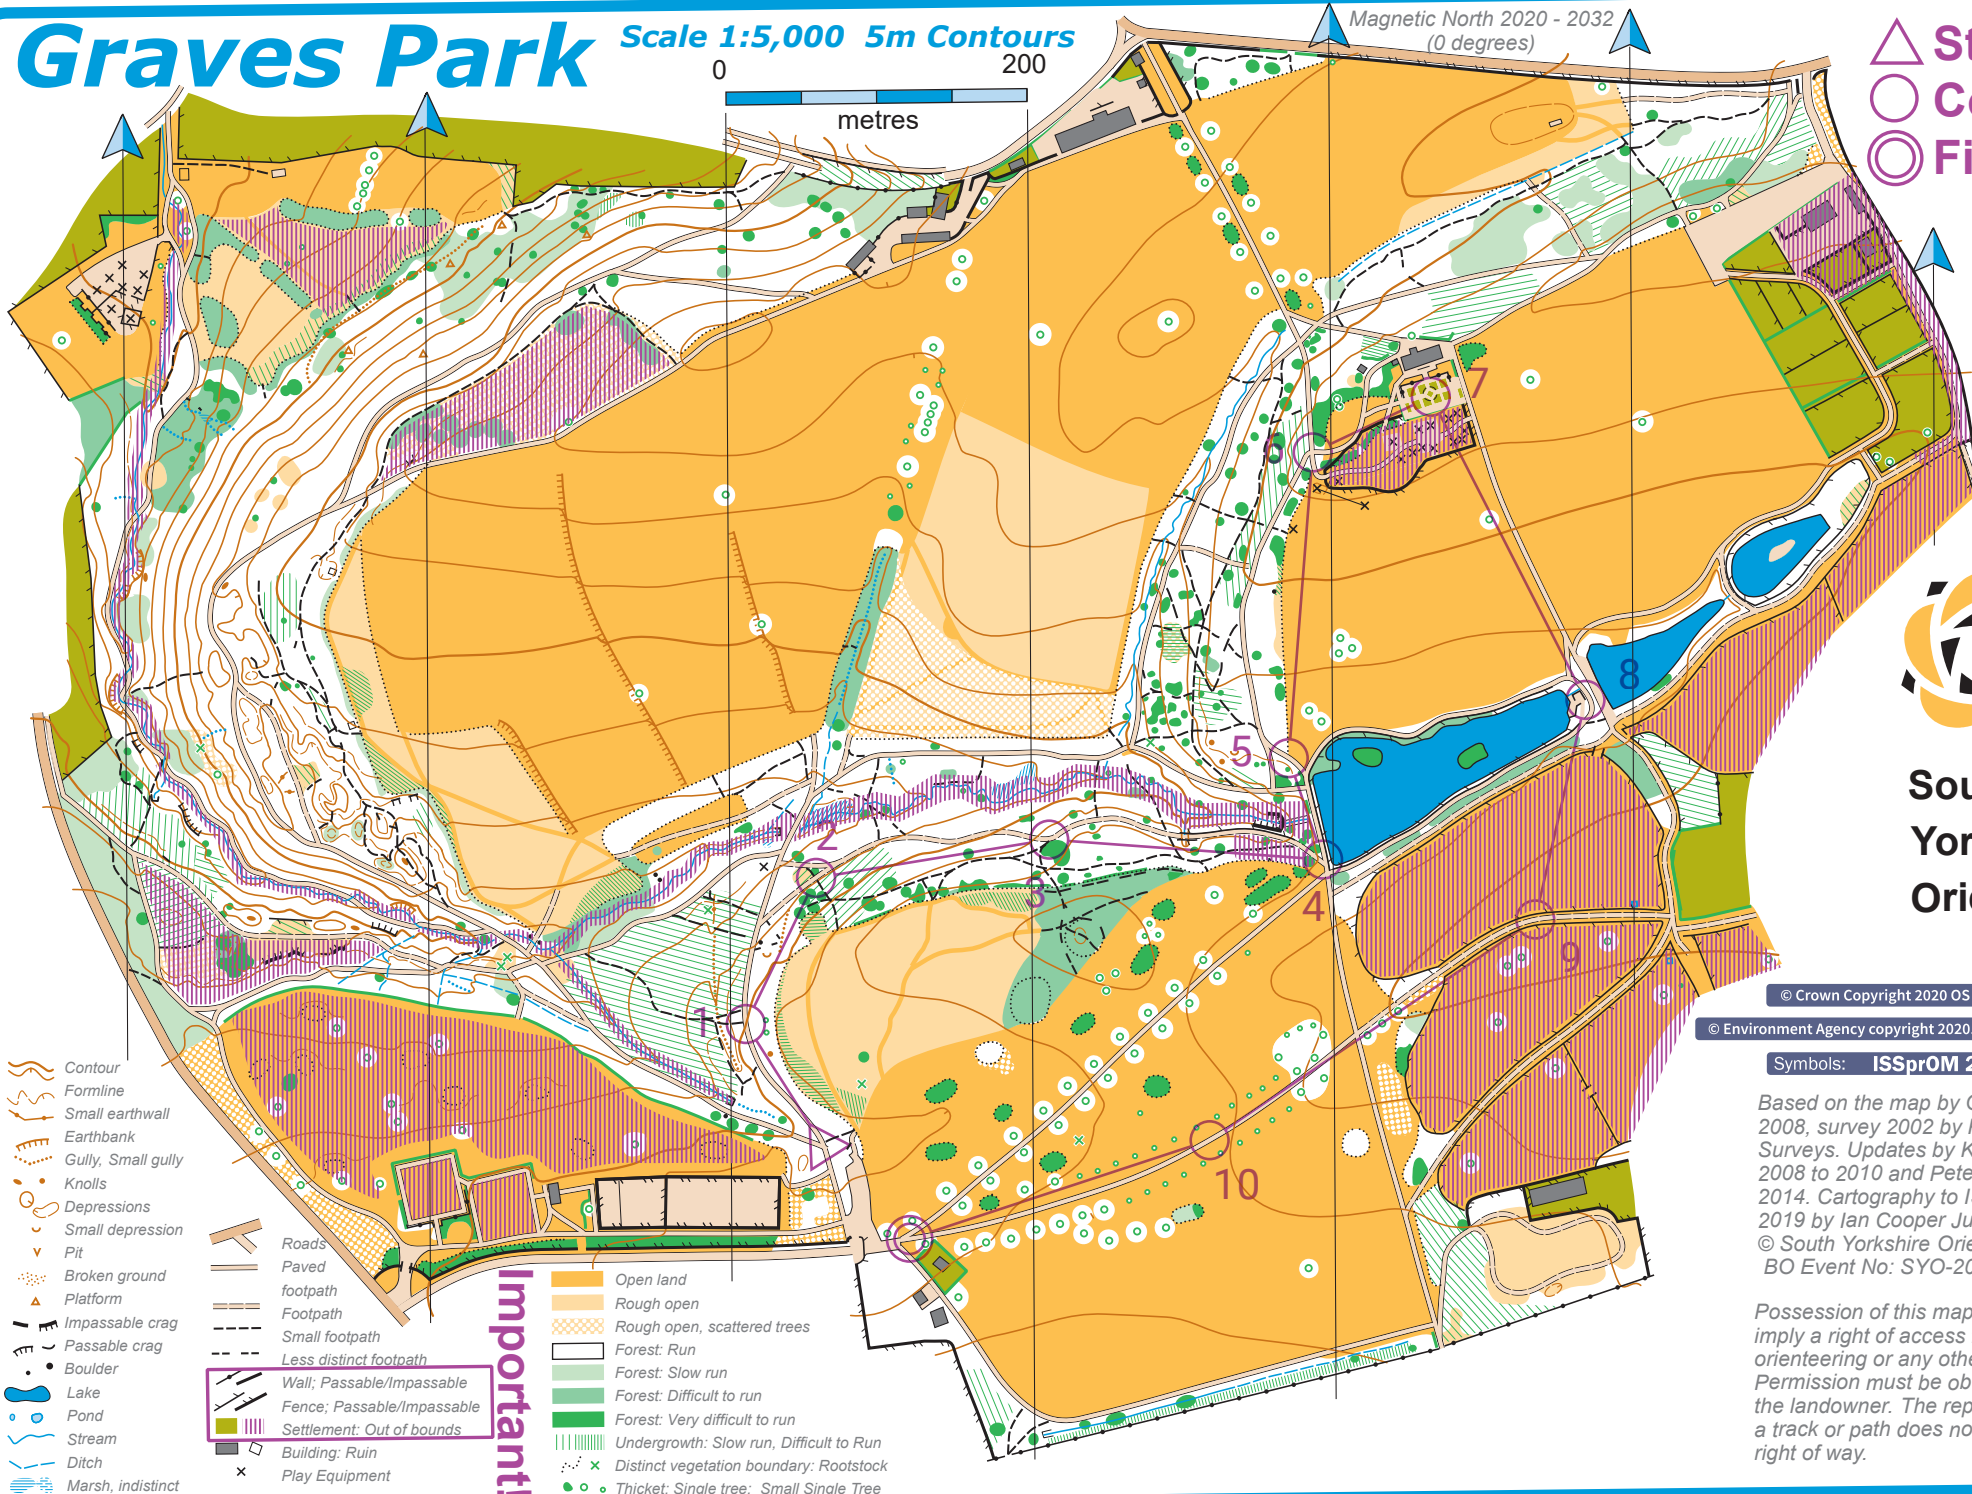 Graves Park
Scale 1:5,000 5m Contours
0
200
metres
Magnetic North 2020 - 2032
(0 degrees)
St
Co
Fi
7
6
8
5
2
3
4
9
1
10
Sou
Yor
Orie
© Crown Copyright 2020 OS
© Environment Agency copyright 2020
Symbols: ISSprOM 2
Based on the map by
2008, survey 2002 by
Surveys. Updates by K
2008 to 2010 and Pete
2014. Cartography to I
2019 by Ian Cooper Ju
© South Yorkshire Orie
BO Event No: SYO-20
Possession of this map
imply a right of access
orienteering or any othe
Permission must be ob
the landowner. The rep
a track or path does no
right of way.
Contour
Formline
Small earthwall
Earthbank
Gully, Small gully
Knolls
Depressions
Small depression
Pit
Broken ground
Platform
Impassable crag
Passable crag
Boulder
Lake
Pond
Stream
Ditch
Marsh, indistinct
Roads
Paved
footpath
Footpath
Small footpath
Less distinct footpath
Wall; Passable/Impassable
Fence; Passable/Impassable
Settlement: Out of bounds
Building: Ruin
Play Equipment
Important!
Open land
Rough open
Rough open, scattered trees
Forest: Run
Forest: Slow run
Forest: Difficult to run
Forest: Very difficult to run
Undergrowth: Slow run, Difficult to Run
Distinct vegetation boundary: Rootstock
Thicket: Single tree: Small Single Tree